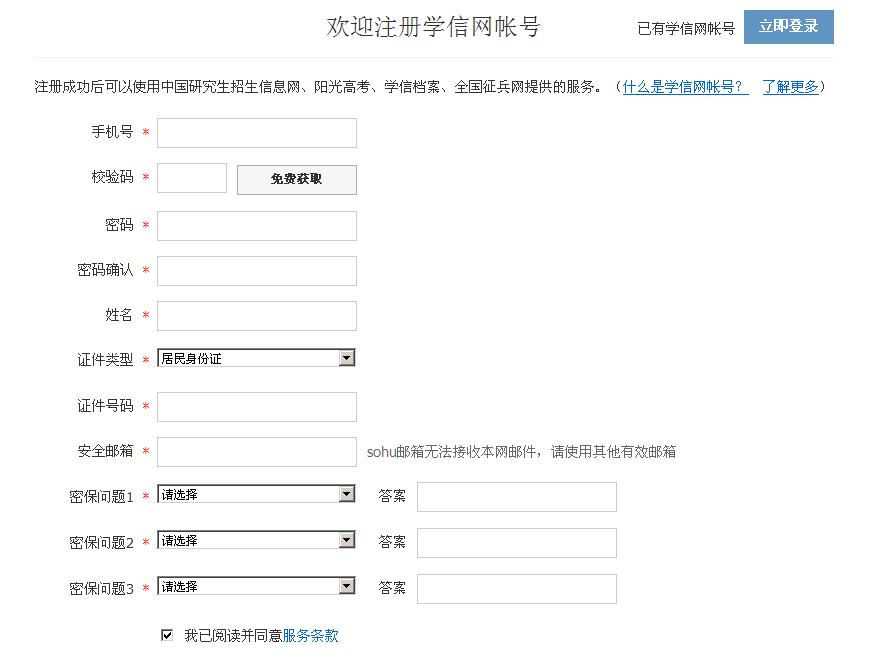 欢迎注册学信网帐号
已有学信网帐号 立即登录
注册成功后可以使用中国研究生招生信息网、阳光高考、学信档案、全国征兵网提供的服务。（什么是学信网帐号？ 了解更多）
手机号 *
校验码 * 免费获取
密码 *
密码确认 *
姓名 *
证件类型 * 居民身份证
证件号码 *
安全邮箱 * sohu邮箱无法接收本网邮件，请使用其他有效邮箱
密保问题1 * 请选择 答案
密保问题2 * 请选择 答案
密保问题3 * 请选择 答案
我已阅读并同意服务条款